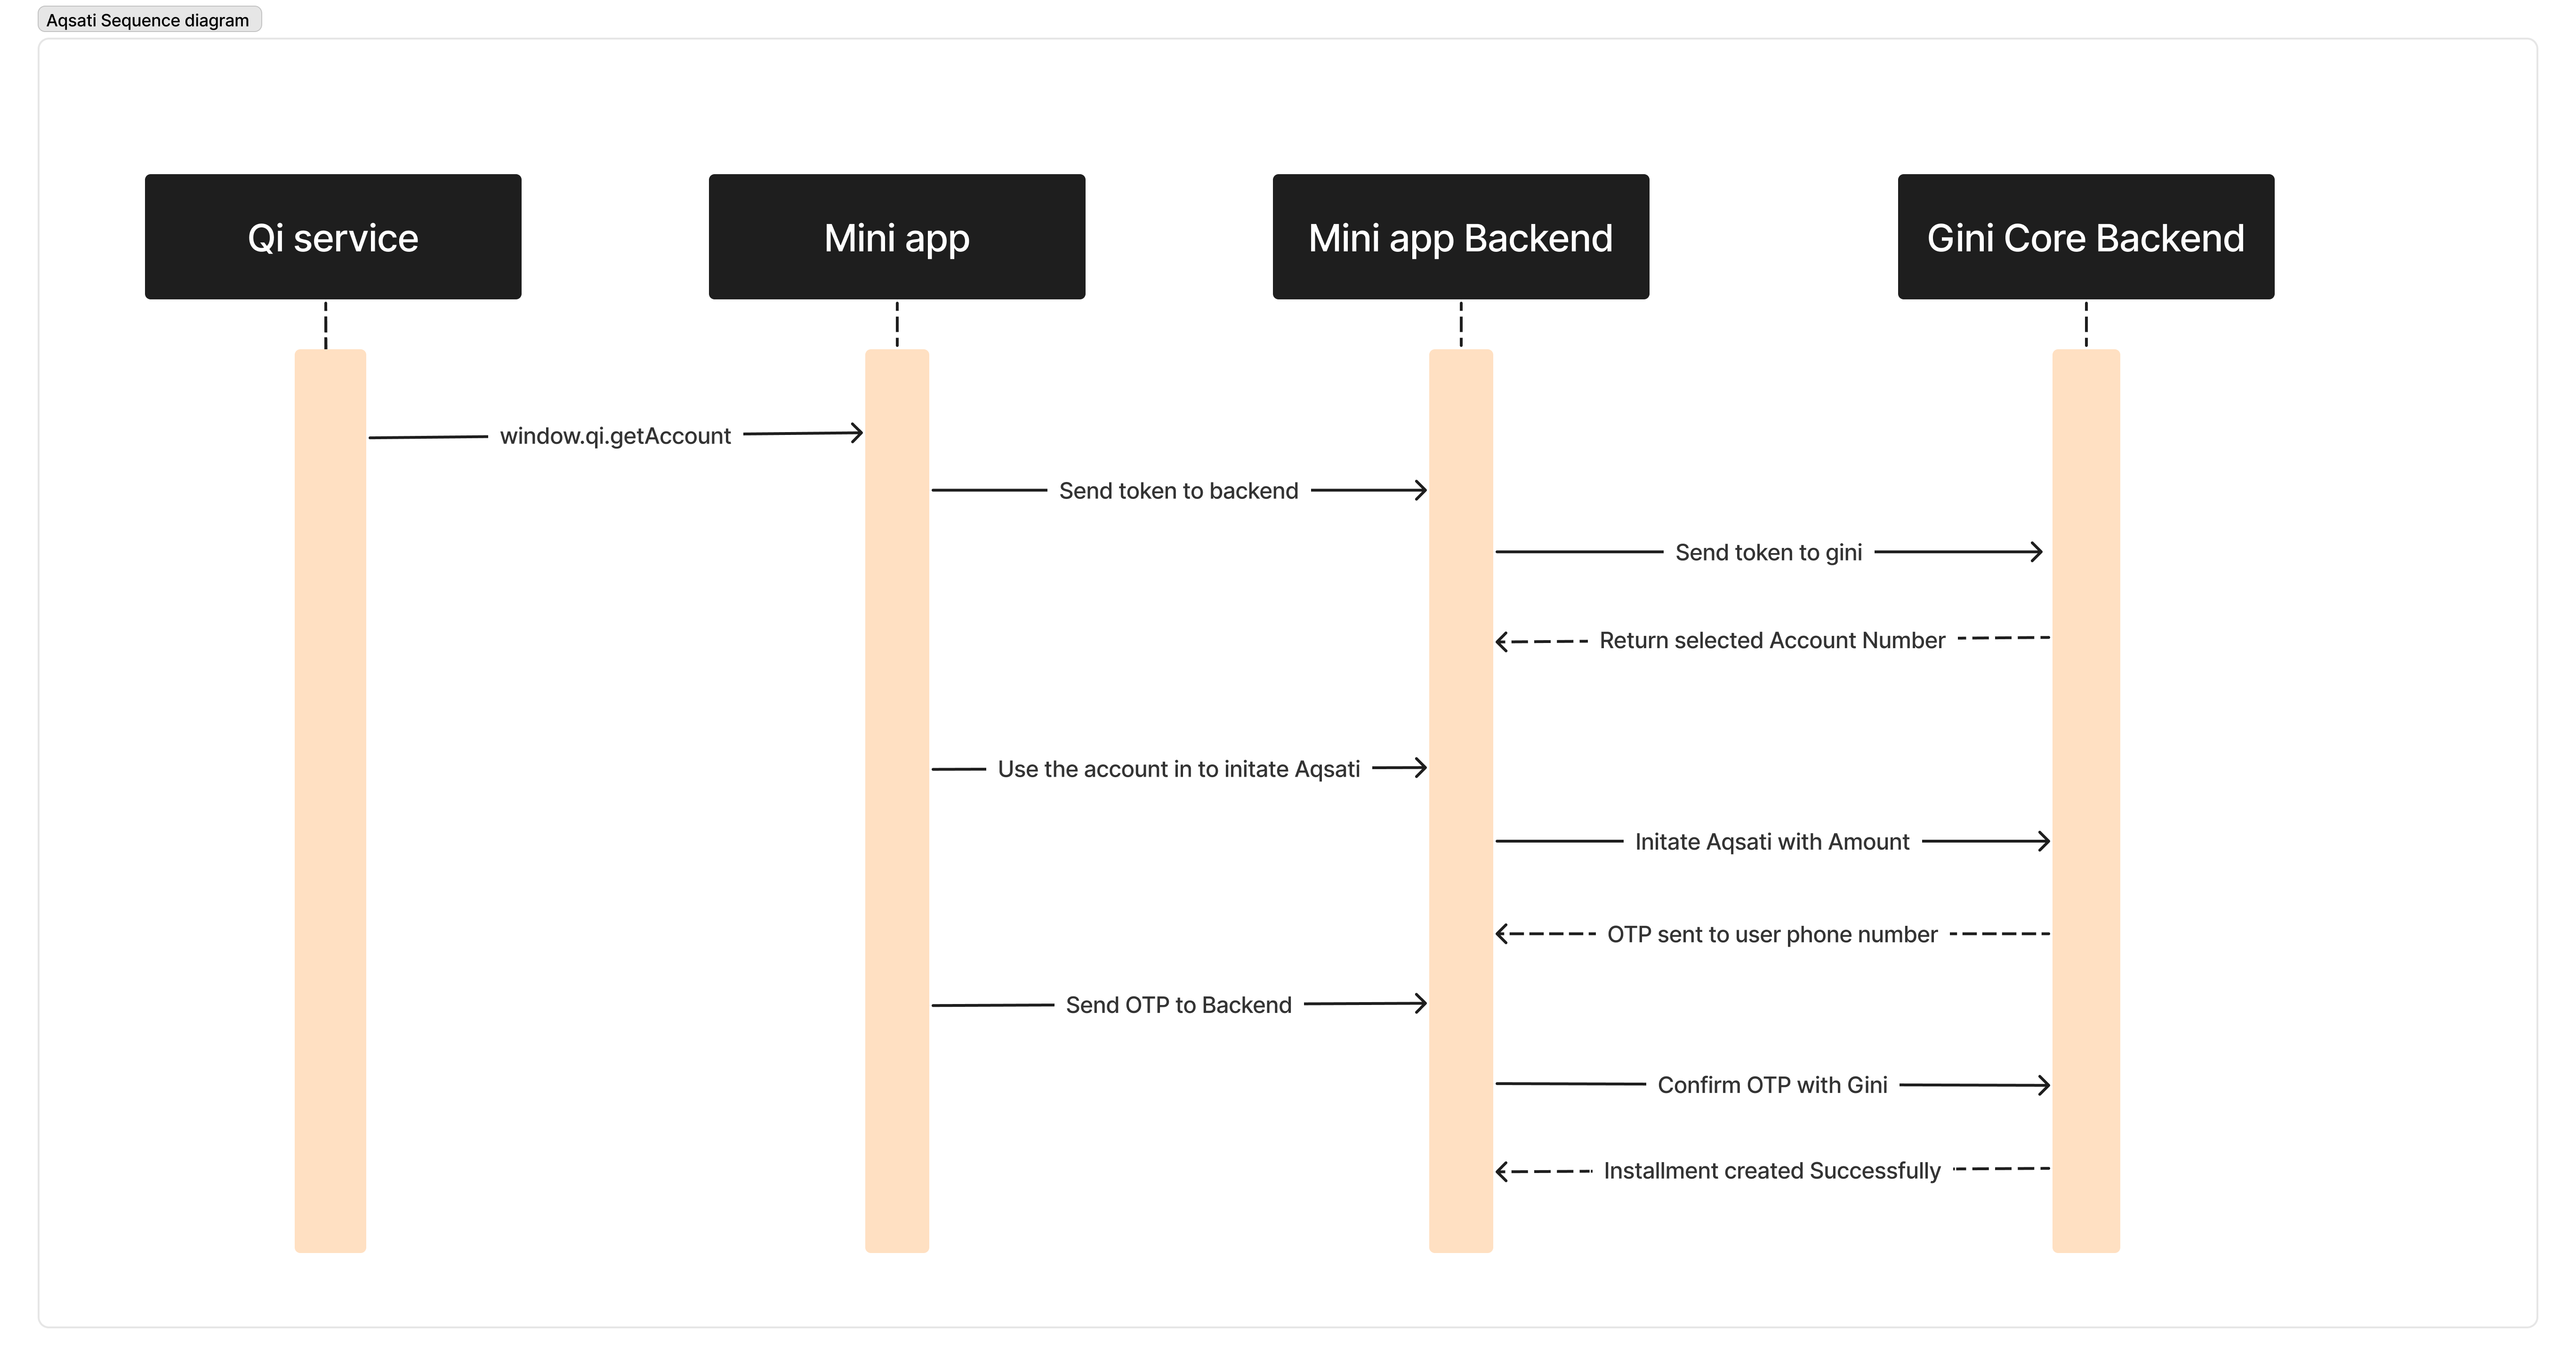 Aqsati Sequence diagram
Qi service
Mini app
Mini app Backend
Gini Core Backend
window.qi.getAccount
Send token to backend
Send token to gini
Return selected Account Number
Use the account in to initate Aqsati
Initate Aqsati with Amount
OTP sent to user phone number
Send OTP to Backend
Confirm OTP with Gini
Installment created Successfully